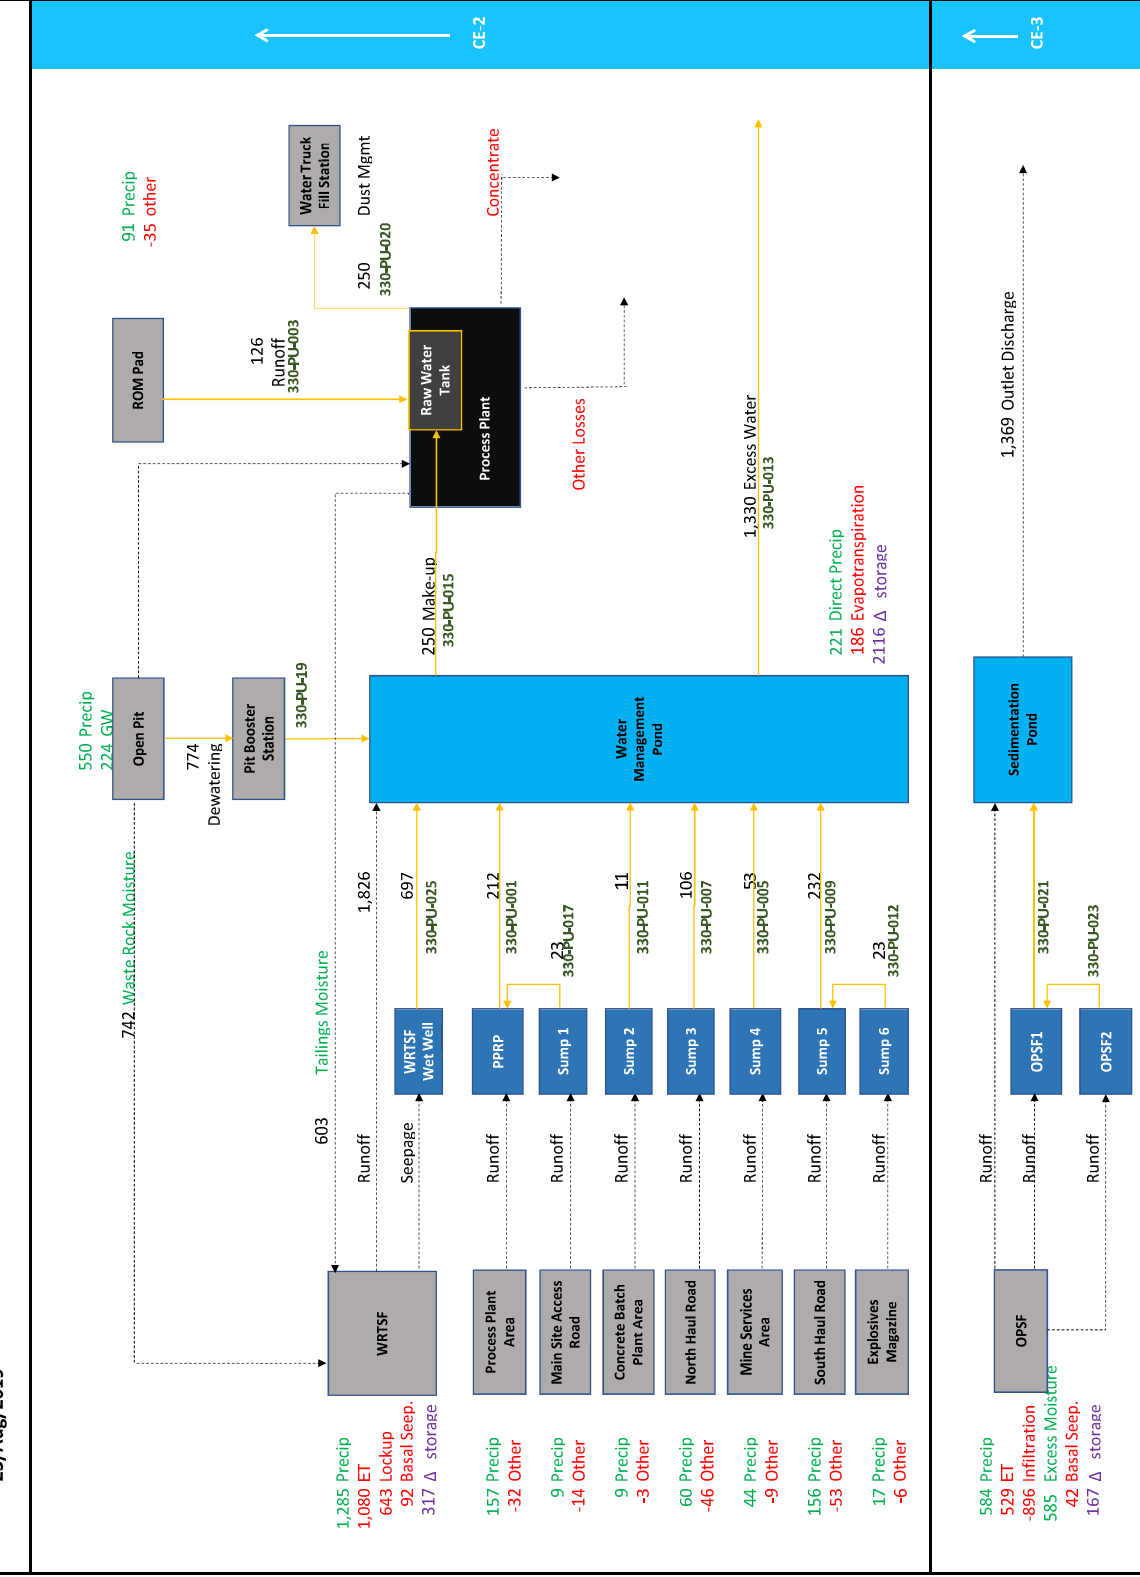 CE-2
CE-3
91 Precip
-35 other
Water Truck
Fill Station
Dust Mgmt
250
330-PU-020
Concentrate
ROM Pad
126
Runoff
330-PU-003
Raw Water
Tank
Process Plant
Other Losses
550 Precip
224 GW
Open Pit
774
Dewatering
Pit Booster
Station
330-PU-19
250 Make-up
330-PU-015
1,330 Excess Water
330-PU-013
221 Direct Precip
186 Evapotranspiration
2116 Δ storage
Water
Management
Pond
742 Waste Rock Moisture
603
Tailings Moisture
1,285 Precip
1,080 ET
643 Lockup
92 Basal Seep.
317 Δ storage
WRTSF
Runoff
1,826
Seepage
WRTSF
Wet Well
697
330-PU-025
157 Precip
-32 Other
Process Plant
Area
Runoff
PPRP
212
330-PU-001
9 Precip
-14 Other
Main Site Access
Road
Runoff
Sump 1
23
330-PU-017
9 Precip
-3 Other
Concrete Batch
Plant Area
Runoff
Sump 2
11
330-PU-011
60 Precip
-46 Other
North Haul Road
Runoff
Sump 3
106
330-PU-007
44 Precip
-9 Other
Mine Services
Area
Runoff
Sump 4
53
330-PU-005
156 Precip
-53 Other
South Haul Road
Runoff
Sump 5
232
330-PU-009
17 Precip
-6 Other
Explosives
Magazine
Runoff
Sump 6
23
330-PU-012
584 Precip
529 ET
-896 Infiltration
585 Excess Moisture
42 Basal Seep.
167 Δ storage
OPSF
Runoff
Runoff
Runoff
OPSF1
OPSF2
330-PU-021
330-PU-023
Sedimentation
Pond
1,369 Outlet Discharge